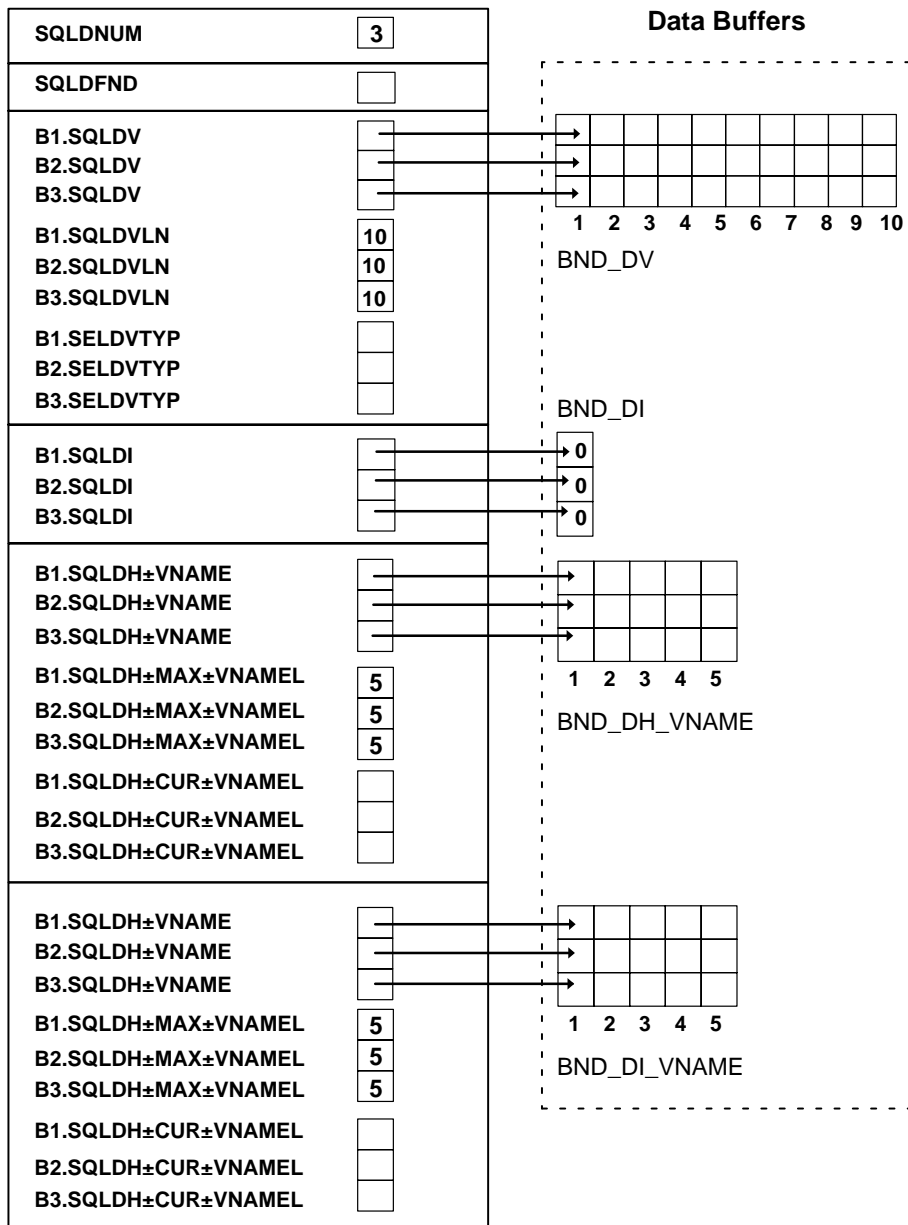 Data Buffers
SQLDNUM 3
SQLDFND
B1.SQLDV
B2.SQLDV
B3.SQLDV
1 2 3 4 5 6 7 8 9 10
BND_DV
B1.SQLDVLN 10
B2.SQLDVLN 10
B3.SQLDVLN 10
B1.SELDVTYP
B2.SELDVTYP
B3.SELDVTYP
BND_DI
B1.SQLDI 0
B2.SQLDI 0
B3.SQLDI 0
B1.SQLDH±VNAME
B2.SQLDH±VNAME
B3.SQLDH±VNAME
1 2 3 4 5
BND_DH_VNAME
B1.SQLDH±MAX±VNAMEL 5
B2.SQLDH±MAX±VNAMEL 5
B3.SQLDH±MAX±VNAMEL 5
B1.SQLDH±CUR±VNAMEL
B2.SQLDH±CUR±VNAMEL
B3.SQLDH±CUR±VNAMEL
B1.SQLDH±VNAME
B2.SQLDH±VNAME
B3.SQLDH±VNAME
1 2 3 4 5
BND_DI_VNAME
B1.SQLDH±MAX±VNAMEL 5
B2.SQLDH±MAX±VNAMEL 5
B3.SQLDH±MAX±VNAMEL 5
B1.SQLDH±CUR±VNAMEL
B2.SQLDH±CUR±VNAMEL
B3.SQLDH±CUR±VNAMEL